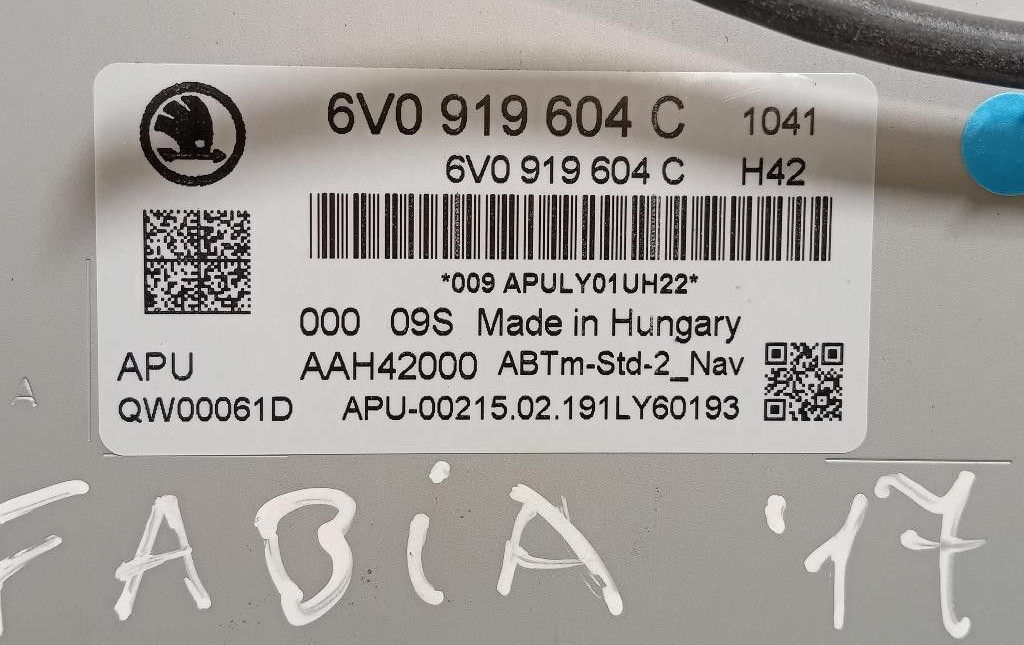 6V0 919 604 C 1041
6V0 919 604 C H42
*009 APULY01UH22*
000 09S Made in Hungary
APU AAH42000 ABTm-Std-2_Nav
QW00061D APU-00215.02.191LY60193
A
FABiA '17